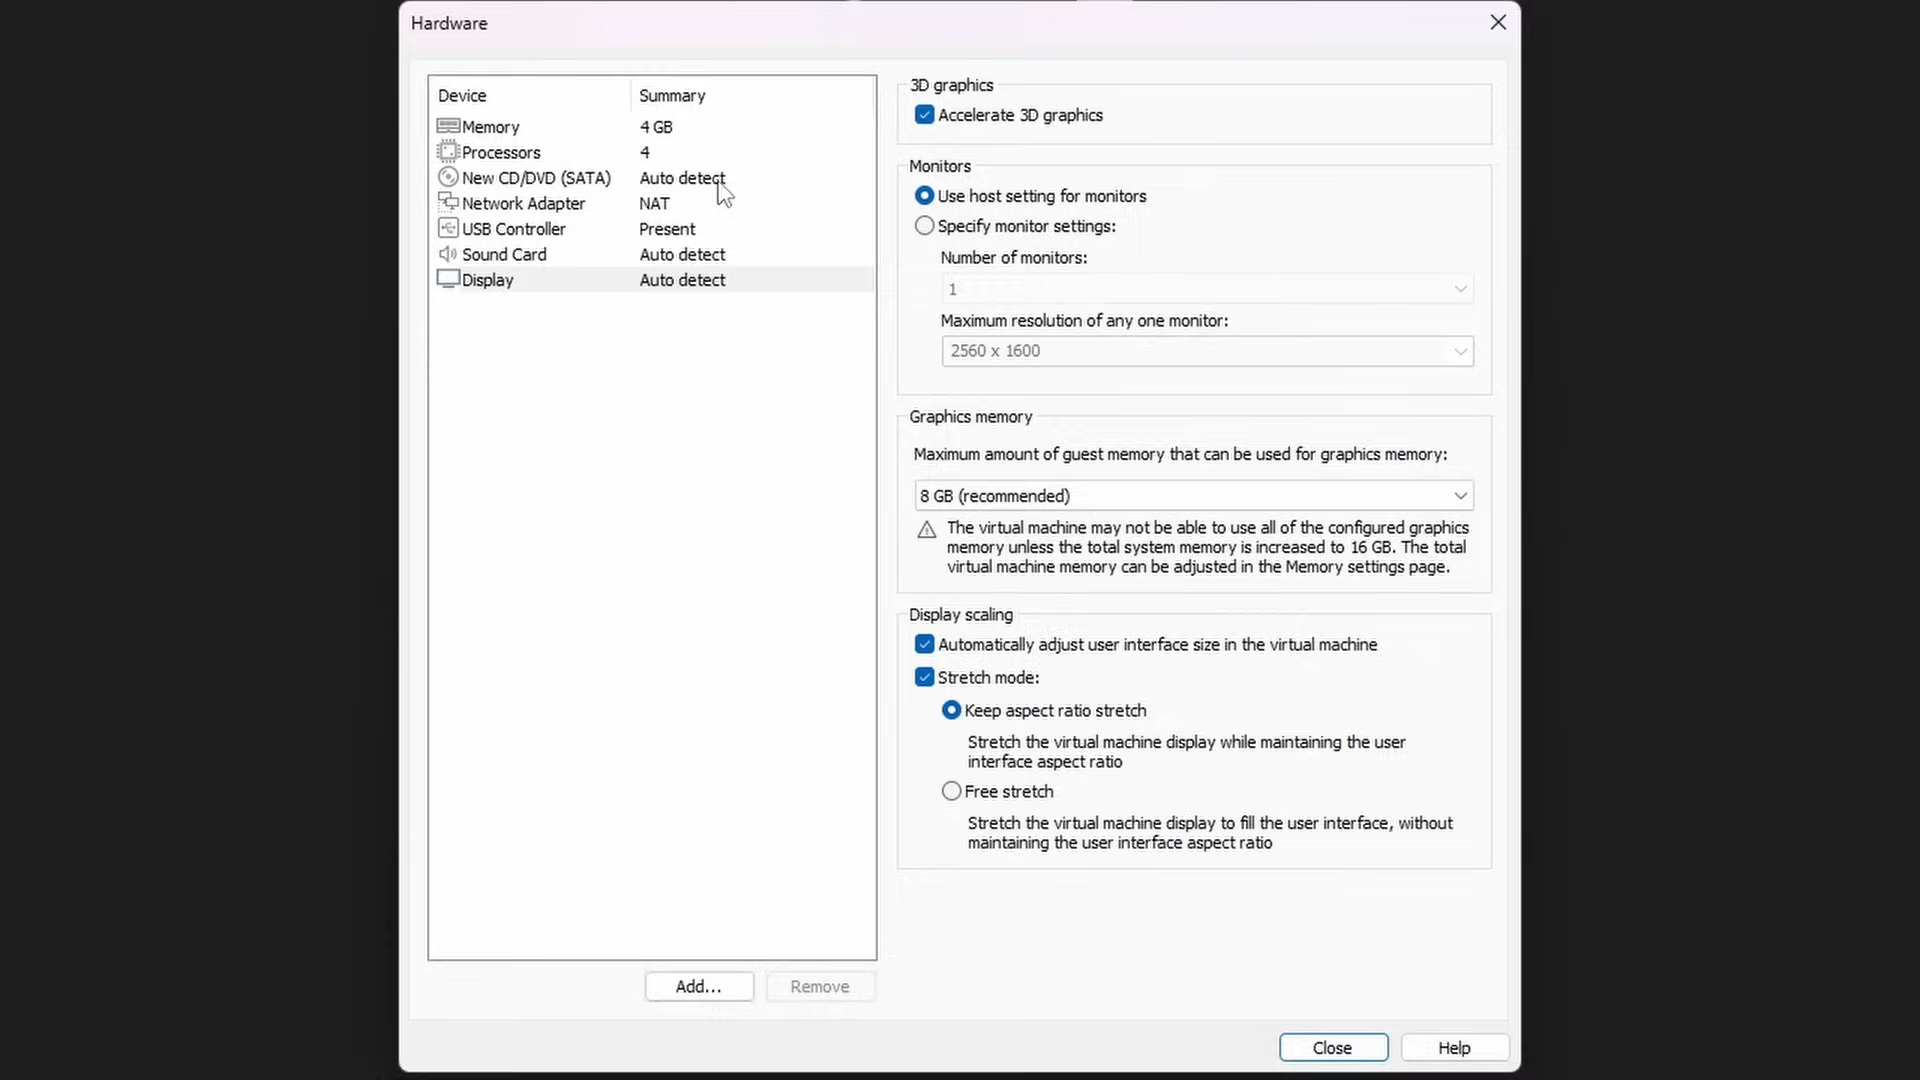 Hardware
Device Summary
Memory 4 GB
Processors 4
New CD/DVD (SATA) Auto detect
Network Adapter NAT
USB Controller Present
Sound Card Auto detect
Display Auto detect
Add...
Remove
3D graphics
Accelerate 3D graphics
Monitors
Use host setting for monitors
Specify monitor settings:
Number of monitors:
1
Maximum resolution of any one monitor:
2560 x 1600
Graphics memory
Maximum amount of guest memory that can be used for graphics memory:
8 GB (recommended)
The virtual machine may not be able to use all of the configured graphics
memory unless the total system memory is increased to 16 GB. The total
virtual machine memory can be adjusted in the Memory settings page.
Display scaling
Automatically adjust user interface size in the virtual machine
Stretch mode:
Keep aspect ratio stretch
Stretch the virtual machine display while maintaining the user
interface aspect ratio
Free stretch
Stretch the virtual machine display to fill the user interface, without
maintaining the user interface aspect ratio
Close
Help